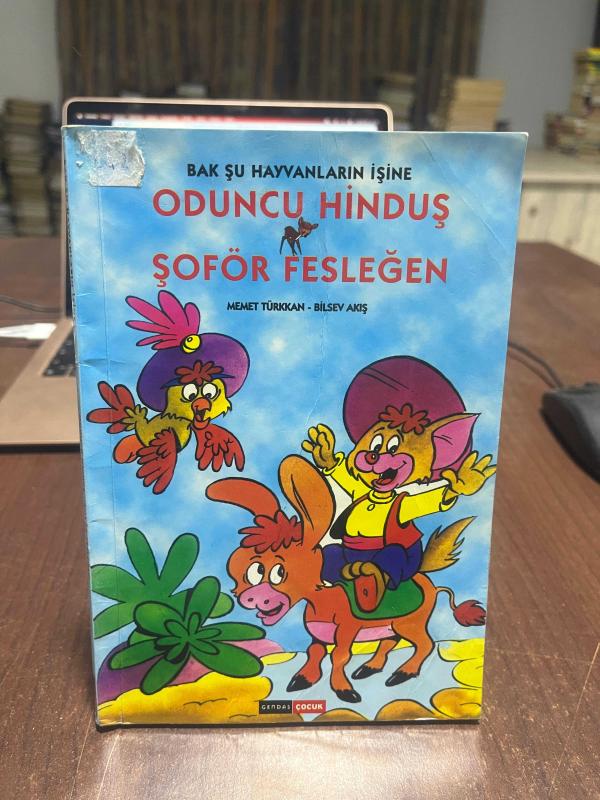 BAK ŞU HAYVANLARIN İŞİNE
ODUNCU HİNDUŞ
ŞOFÖR FESLEĞEN
MEMET TÜRKKAN - BİLSEV AKIŞ
GENDAŞ ÇOCUK